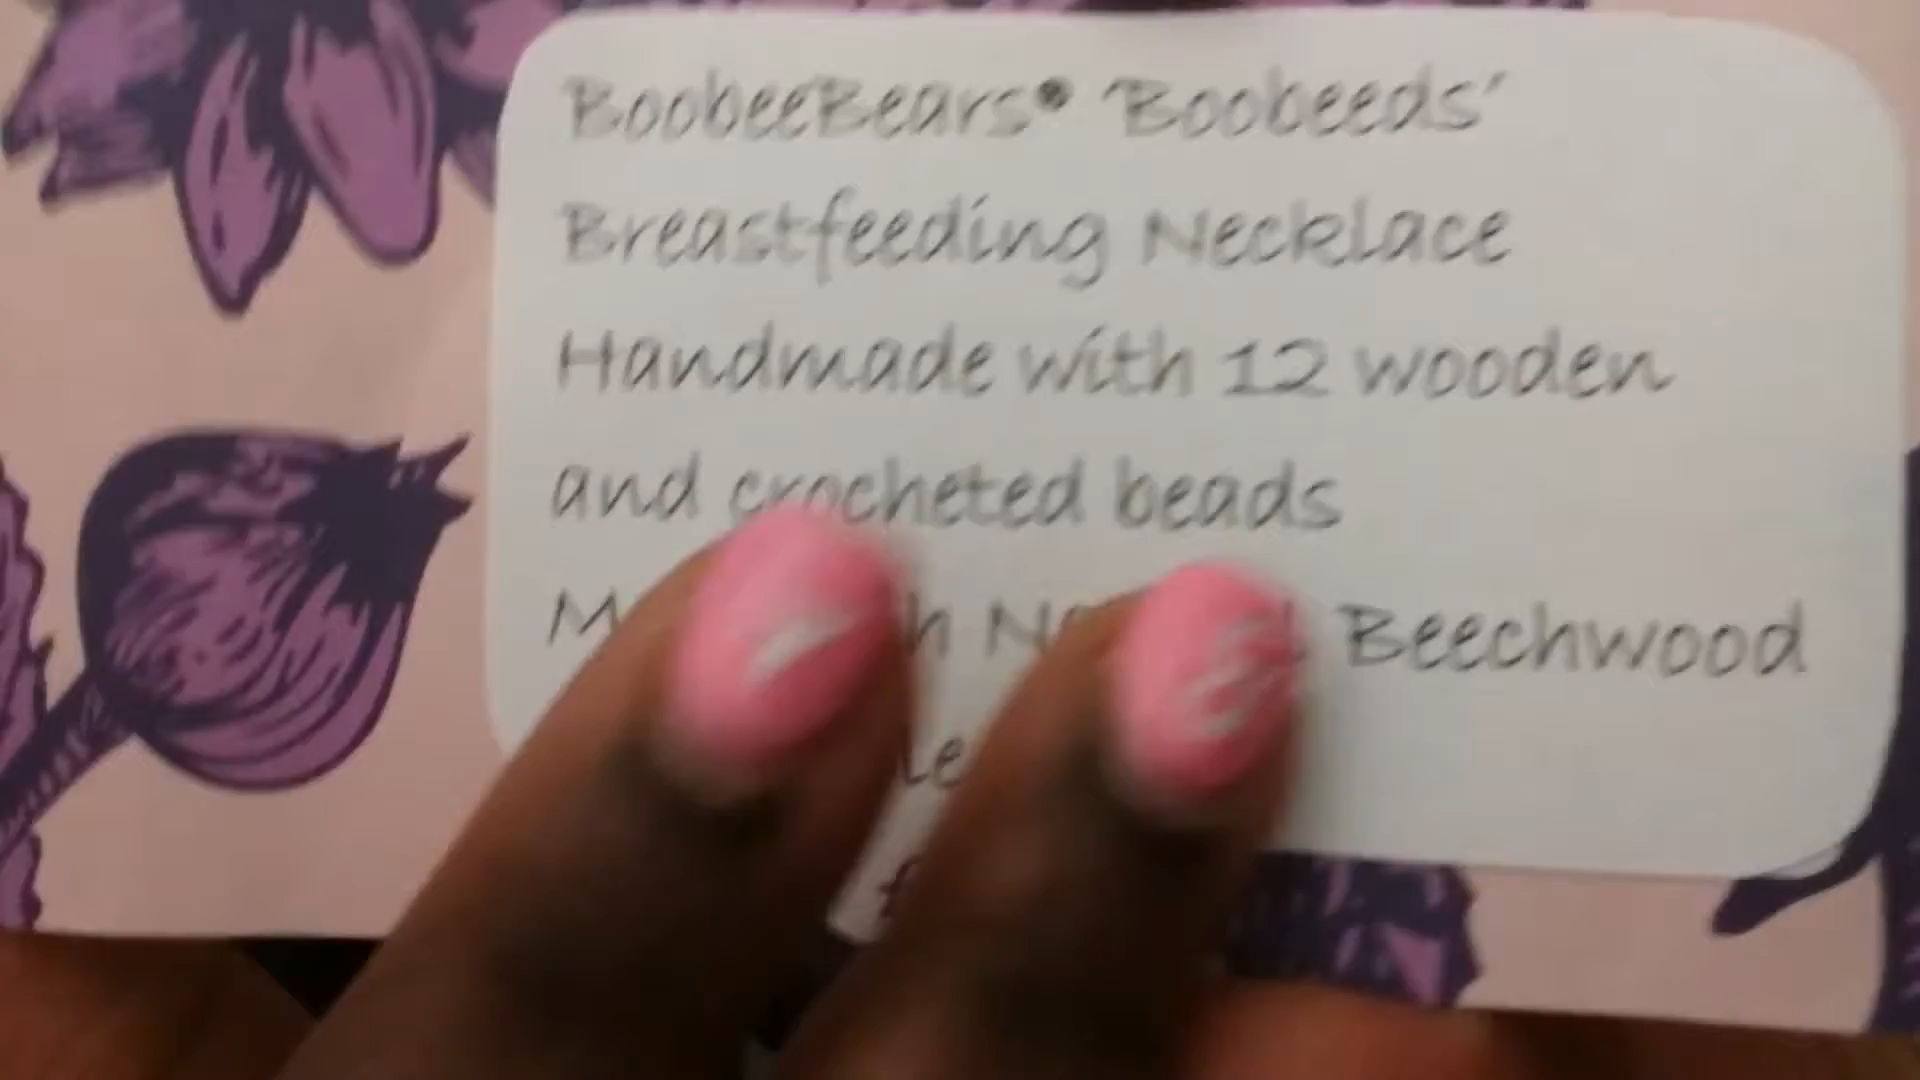 BoobeeBears® 'Boobeeds'
Breastfeeding Necklace
Handmade with 12 wooden
and crocheted beads
Beechwood